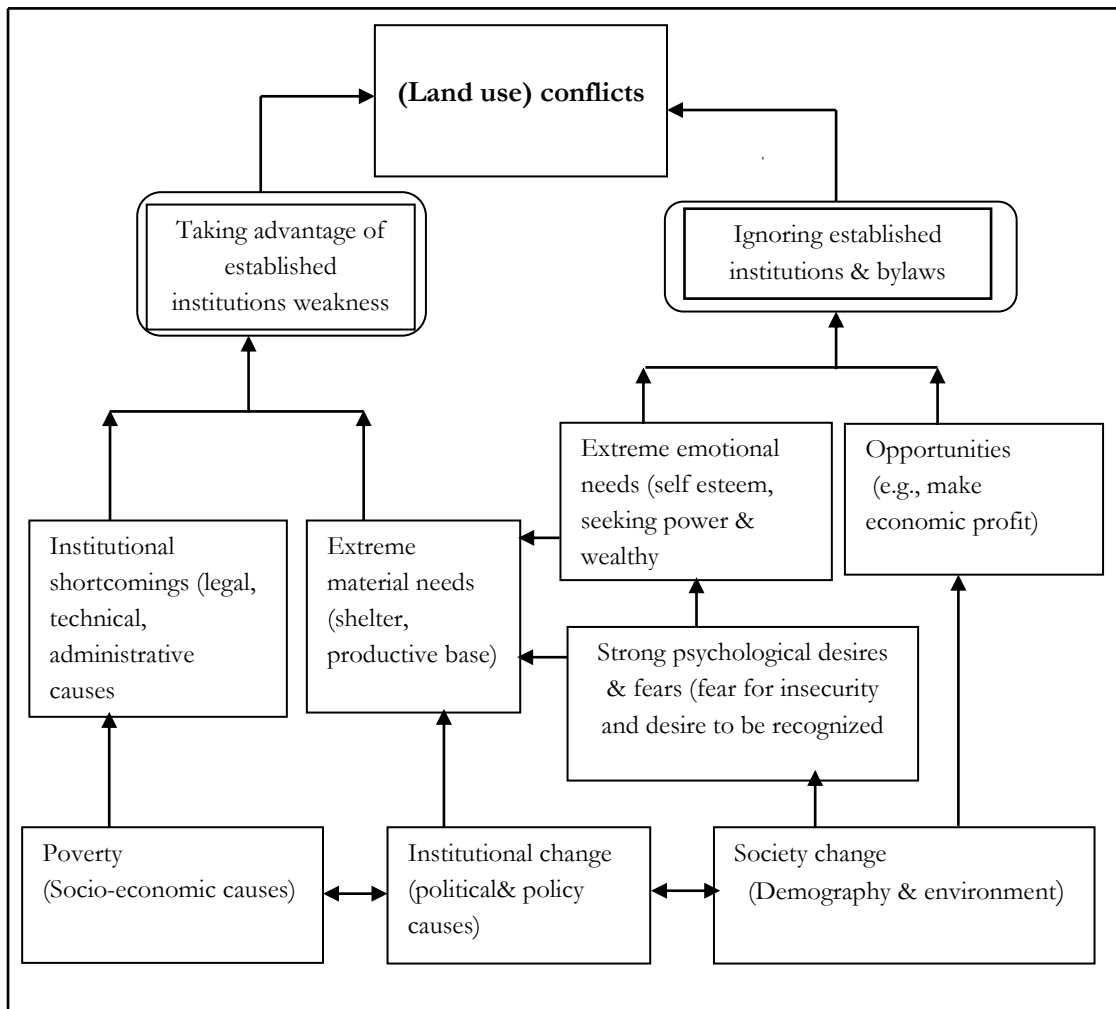 (Land use) conflicts
Taking advantage of
established
institutions weakness
Ignoring established
institutions & bylaws
Extreme emotional
needs (self esteem,
seeking power &
wealthy
Opportunities
(e.g., make
economic profit)
Institutional
shortcomings (legal,
technical,
administrative
causes
Extreme
material needs
(shelter,
productive base)
Strong psychological desires
& fears (fear for insecurity
and desire to be recognized
Poverty
(Socio-economic causes)
Institutional change
(political& policy
causes)
Society change
(Demography & environment)